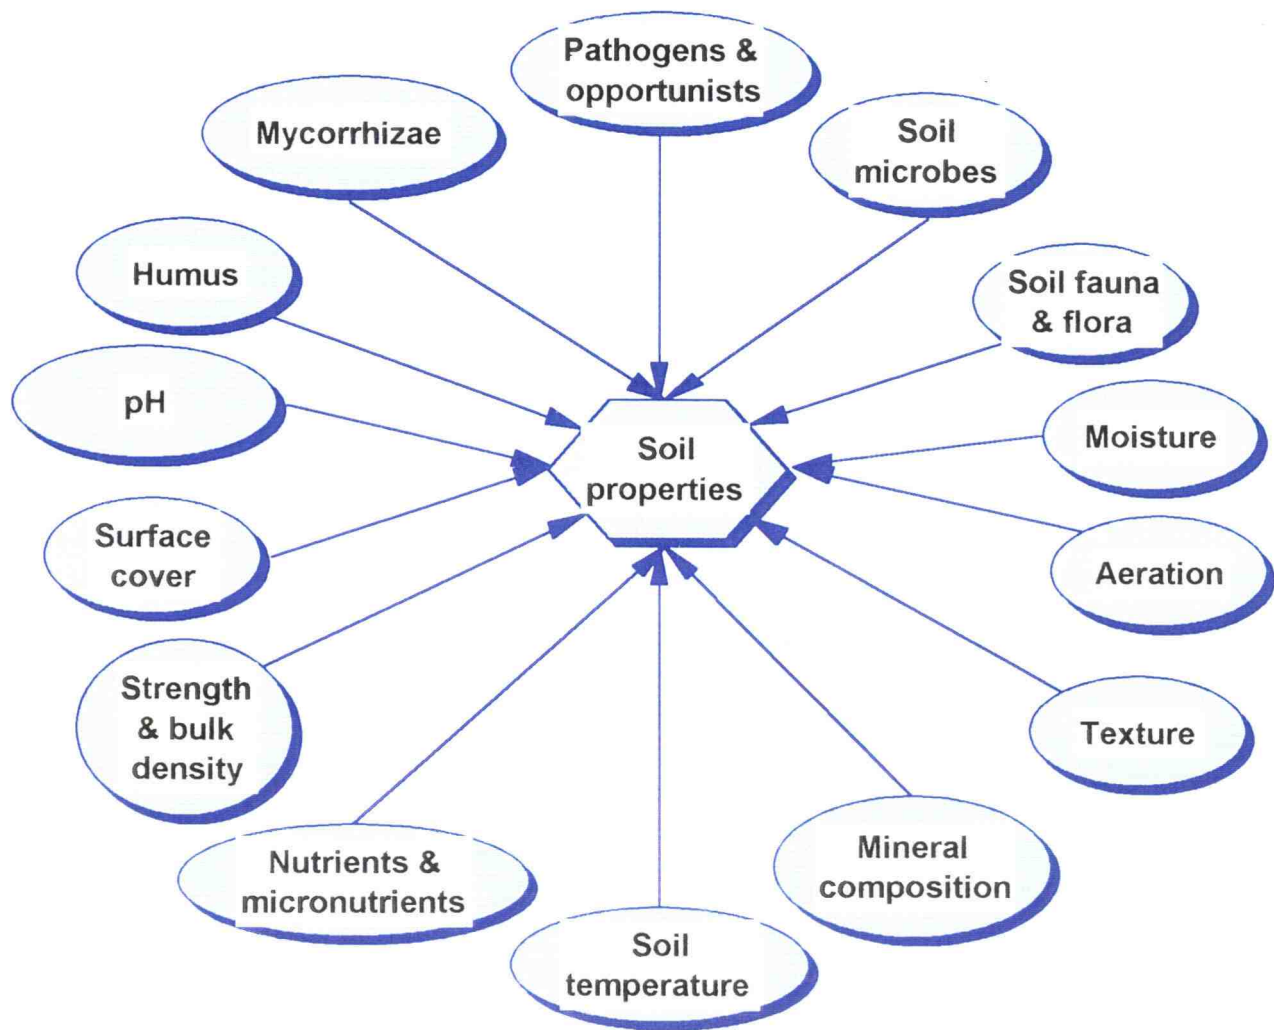 Pathogens &
opportunists
Mycorrhizae
Soil
microbes
Humus
Soil fauna
& flora
pH
Moisture
Soil
properties
Surface
cover
Aeration
Strength
& bulk
density
Texture
Nutrients &
micronutrients
Mineral
composition
Soil
temperature